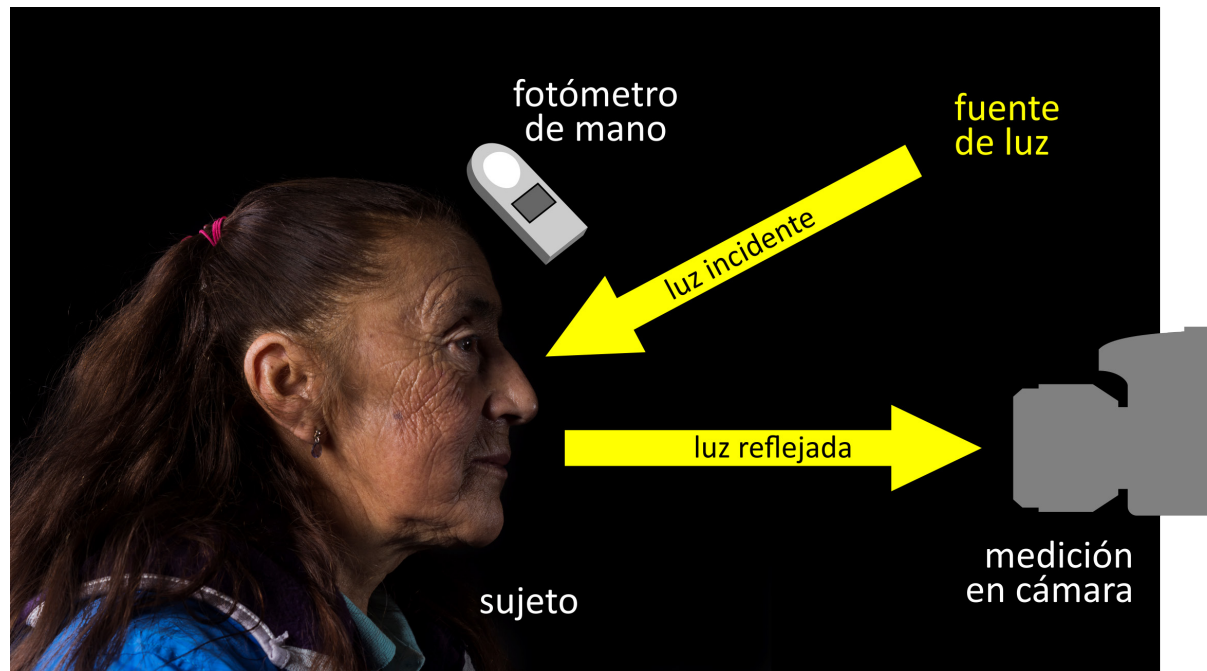 fotómetro
de mano
fuente
de luz
luz incidente
luz reflejada
medición
en cámara
sujeto